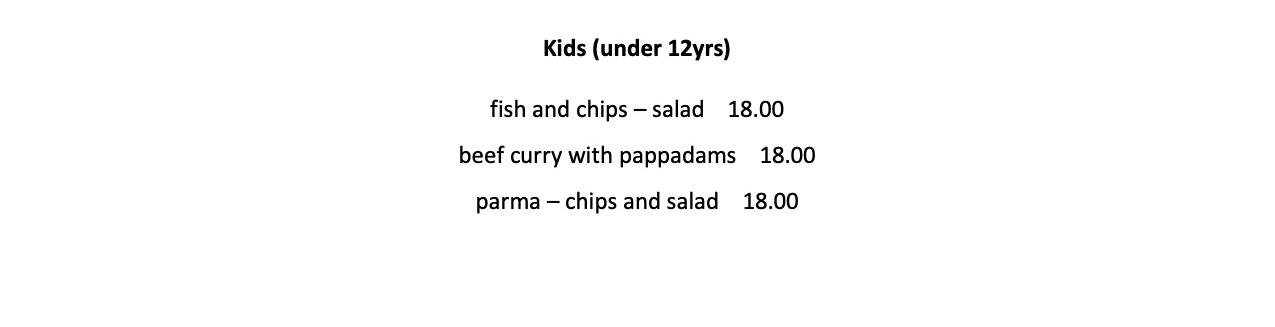 Kids (under 12yrs)
fish and chips – salad 18.00
beef curry with pappadams 18.00
parma – chips and salad 18.00